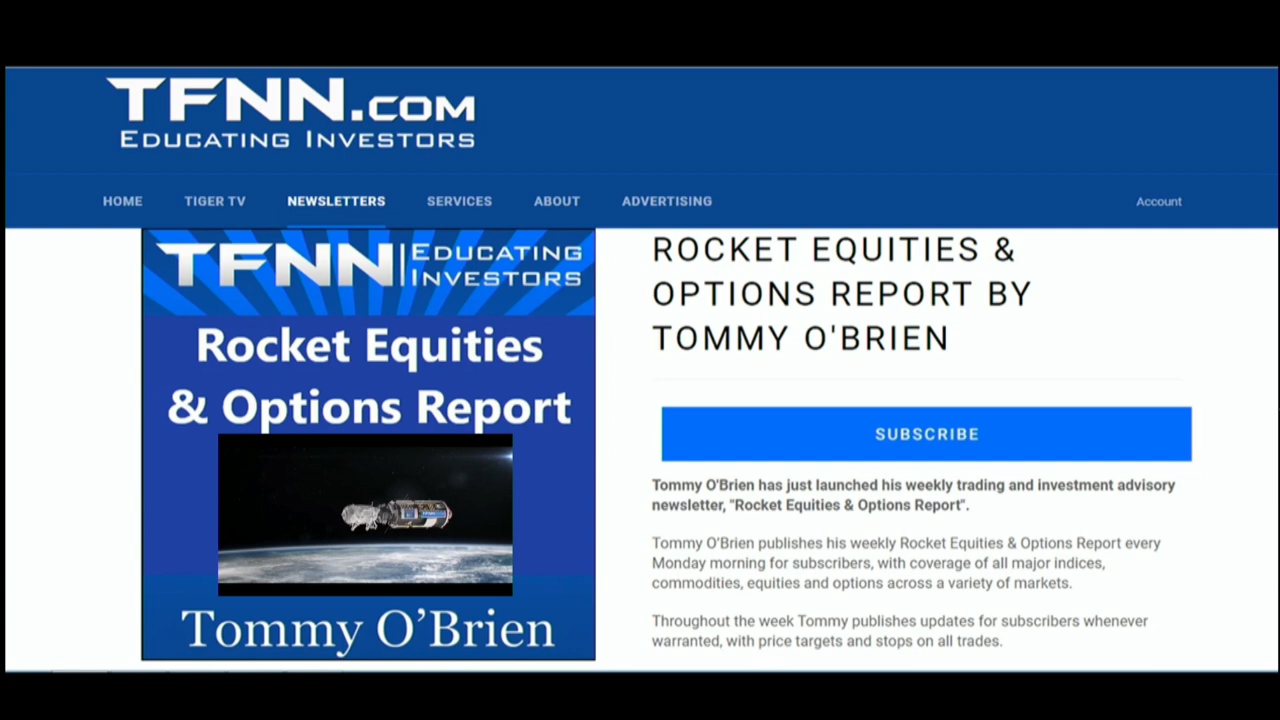 TFNN.COM
EDUCATING INVESTORS
HOME TIGER TV NEWSLETTERS SERVICES ABOUT ADVERTISING Account
TFNN | EDUCATING
INVESTORS
Rocket Equities
& Options Report
Tommy O’Brien
ROCKET EQUITIES &
OPTIONS REPORT BY
TOMMY O'BRIEN
SUBSCRIBE
Tommy O'Brien has just launched his weekly trading and investment advisory
newsletter, "Rocket Equities & Options Report".
Tommy O'Brien publishes his weekly Rocket Equities & Options Report every
Monday morning for subscribers, with coverage of all major indices,
commodities, equities and options across a variety of markets.
Throughout the week Tommy publishes updates for subscribers whenever
warranted, with price targets and stops on all trades.